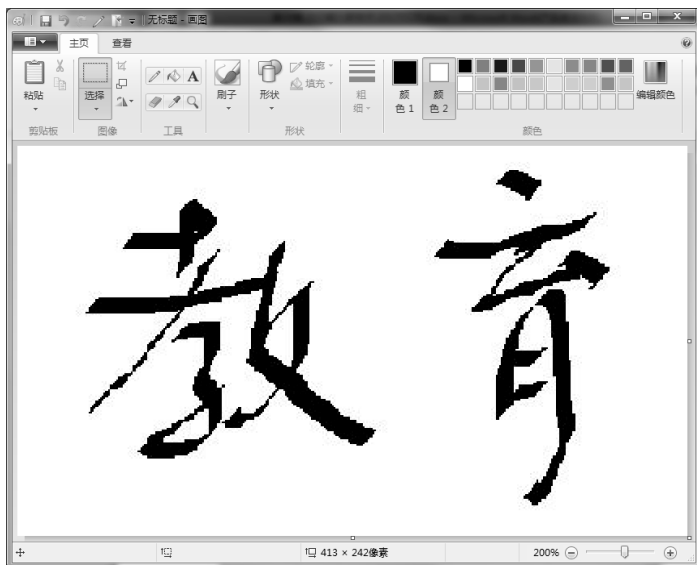 无标题 - 画图
主页 查看
粘贴
选择
刷子
形状
轮廓
填充
粗细
颜色 1
颜色 2
编辑颜色
剪贴板 图像 工具 形状 颜色
教育
413 × 242像素 200%